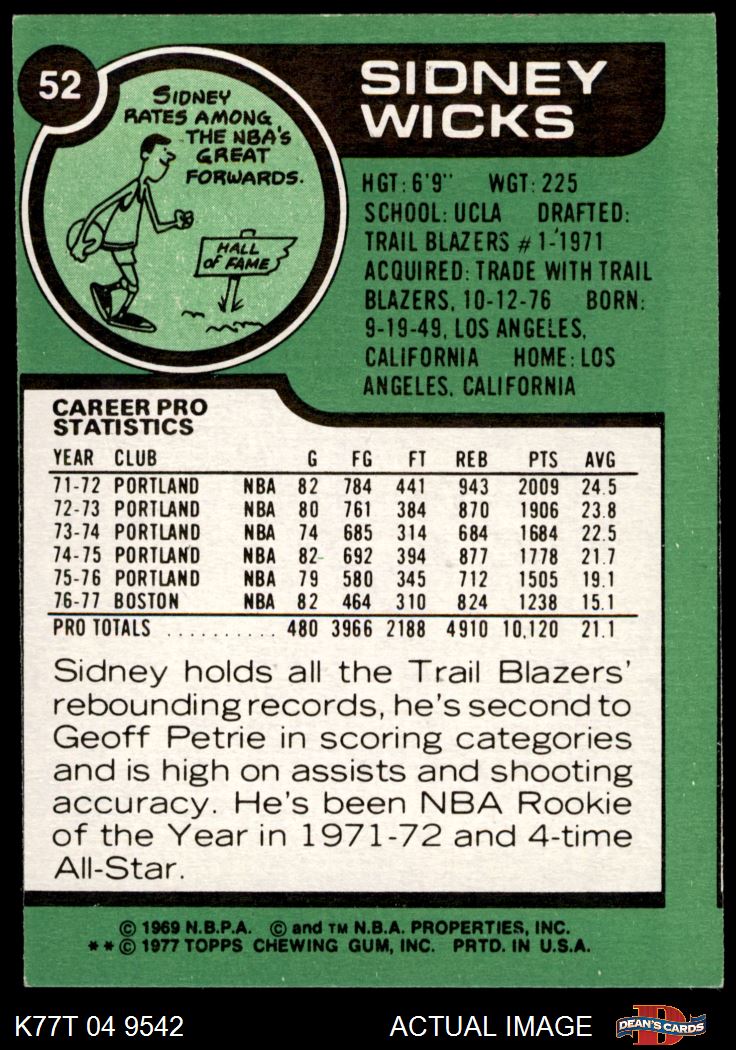 52
SIDNEY
RATES AMONG
THE NBA'S
GREAT
FORWARDS.
HALL
OF FAME
SIDNEY
WICKS
HGT: 6'9" WGT: 225
SCHOOL: UCLA DRAFTED:
TRAIL BLAZERS #1-1971
ACQUIRED: TRADE WITH TRAIL
BLAZERS, 10-12-76 BORN:
9-19-49, LOS ANGELES,
CALIFORNIA HOME: LOS
ANGELES, CALIFORNIA
CAREER PRO
STATISTICS
YEAR CLUB G FG FT REB PTS AVG
71-72 PORTLAND NBA 82 784 441 943 2009 24.5
72-73 PORTLAND NBA 80 761 384 870 1906 23.8
73-74 PORTLAND NBA 74 685 314 684 1684 22.5
74-75 PORTLAND NBA 82 692 394 877 1778 21.7
75-76 PORTLAND NBA 79 580 345 712 1505 19.1
76-77 BOSTON NBA 82 464 310 824 1238 15.1
PRO TOTALS .......... 480 3966 2188 4910 10,120 21.1
Sidney holds all the Trail Blazers'
rebounding records, he's second to
Geoff Petrie in scoring categories
and is high on assists and shooting
accuracy. He's been NBA Rookie
of the Year in 1971-72 and 4-time
All-Star.
© 1969 N.B.P.A. © and TM N.B.A. PROPERTIES, INC.
**© 1977 TOPPS CHEWING GUM, INC. PRTD. IN U.S.A.
K77T 04 9542 ACTUAL IMAGE DEAN'S CARDS